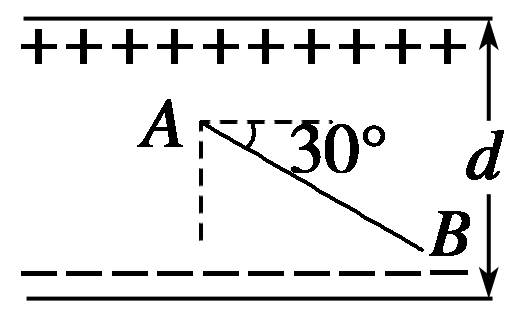 + + + + + + + + + +
A 30° d
B
— — — — — — — — — —